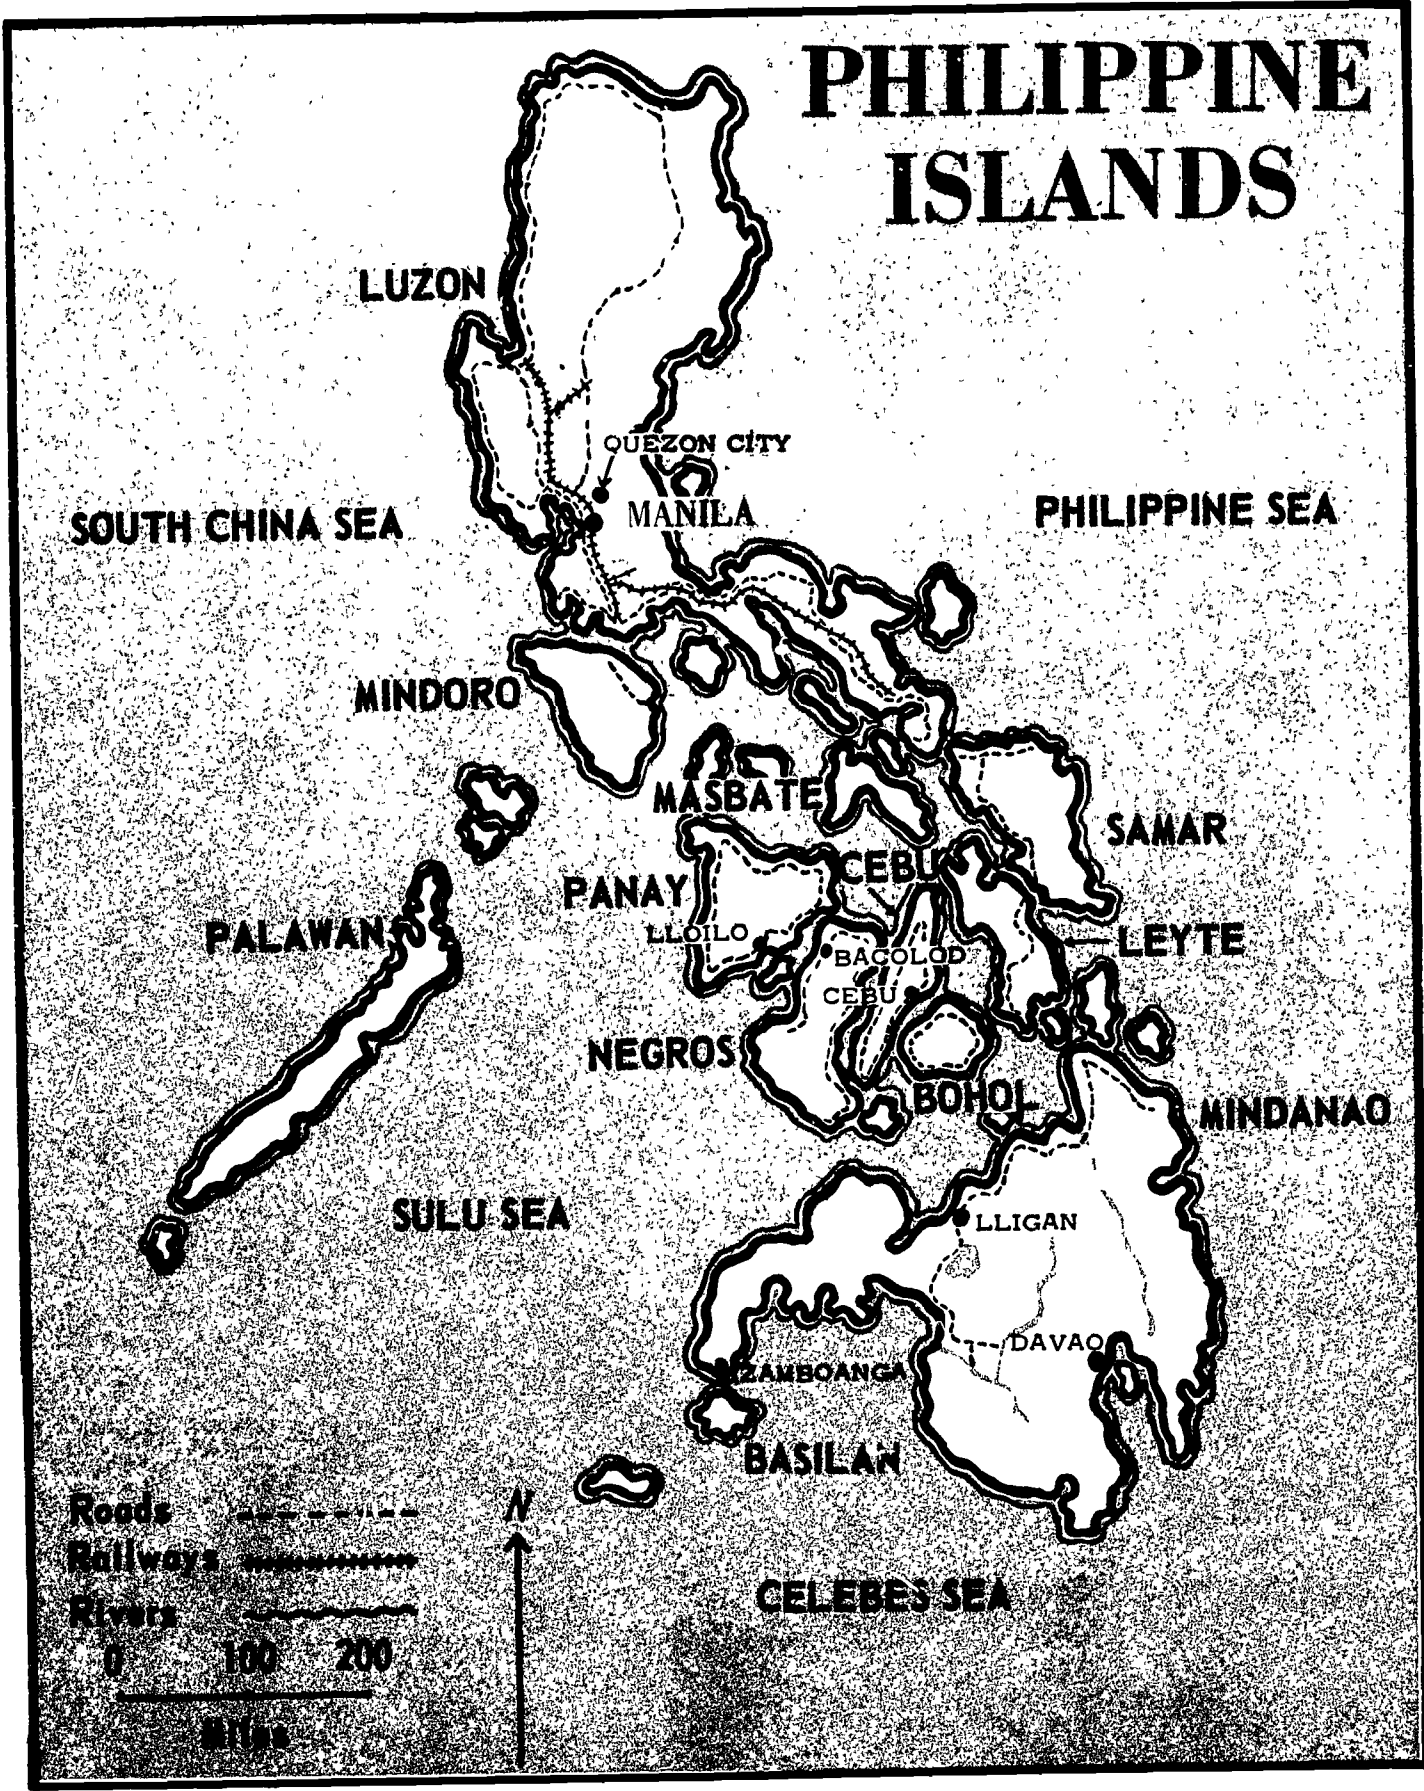 PHILIPPINE
ISLANDS
LUZON
QUEZON CITY
MANILA
SOUTH CHINA SEA
PHILIPPINE SEA
MINDORO
MASBATE
SAMAR
CEBU
PANAY
LLOILO
PALAWAN
LEYTE
BACOLOD
CEBU
NEGROS
BOHOL
MINDANAO
SULU SEA
LLIGAN
DAVAO
ZAMBOANGA
BASILAN
N
Roads
Railways
Rivers
0 100 200
Miles
CELEBES SEA